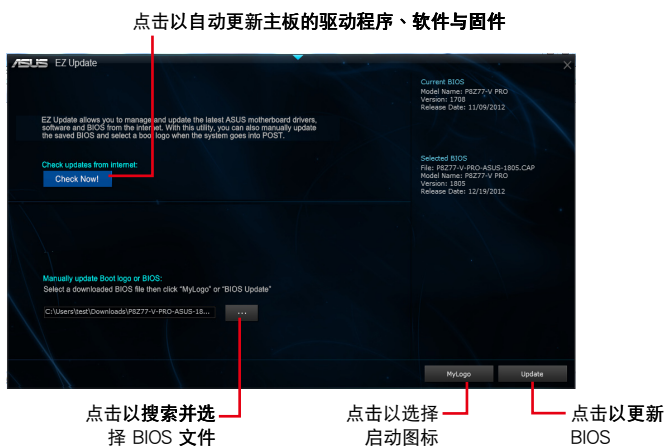 点击以自动更新主板的驱动程序、软件与固件
ASUS EZ Update
Current BIOS
Model Name: P8Z77-V PRO
Version: 1708
Release Date: 11/09/2012
EZ Update allows you to manage and update the latest ASUS motherboard drivers,
software and BIOS from the internet. With this utility, you can also manually update
the saved BIOS and select a boot logo when the system goes into POST.
Check updates from internet:
Check Now!
Selected BIOS
File: P8Z77-V-PRO-ASUS-1805.CAP
Model Name: P8Z77-V PRO
Version: 1805
Release Date: 12/19/2012
Manually update Boot logo or BIOS:
Select a downloaded BIOS file then click "MyLogo" or "BIOS Update"
C:\Users\test\Downloads\P8Z77-V-PRO-ASUS-18...
...
MyLogo
Update
点击以搜索并选
择 BIOS 文件
点击以选择
启动图标
点击以更新
BIOS